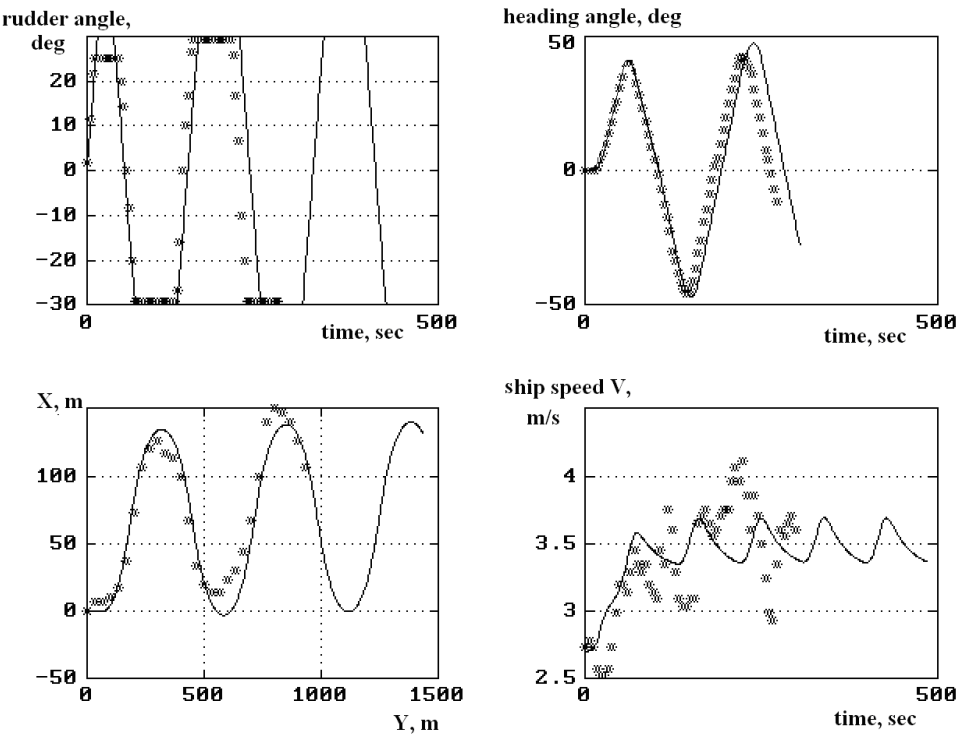 rudder angle,
deg
20
10
0
-10
-20
-30
0
500
time, sec
heading angle, deg
50
0
-50
0
500
time, sec
X, m
100
50
0
-50
0
500
1000
1500
Y, m
ship speed V,
m/s
4
3.5
3
2.5
0
500
time, sec